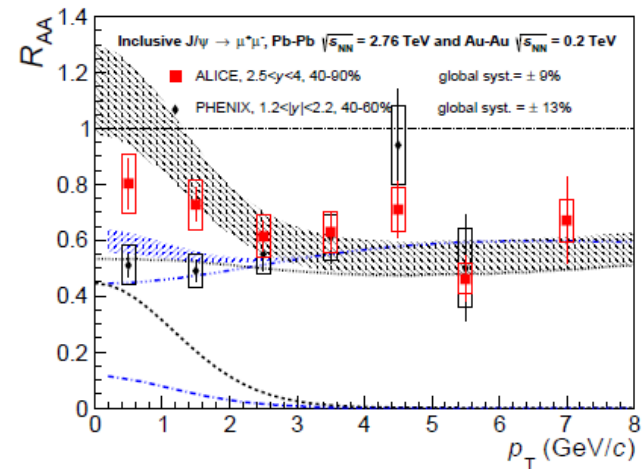 R_AA
Inclusive J/ψ → μ⁺μ⁻, Pb-Pb √s_NN = 2.76 TeV and Au-Au √s_NN = 0.2 TeV
ALICE, 2.5<y<4, 40-90% global syst.= ± 9%
PHENIX, 1.2<|y|<2.2, 40-60% global syst. = ± 13%
1.4
1.2
1
0.8
0.6
0.4
0.2
0
0 1 2 3 4 5 6 7 8
p_T (GeV/c)